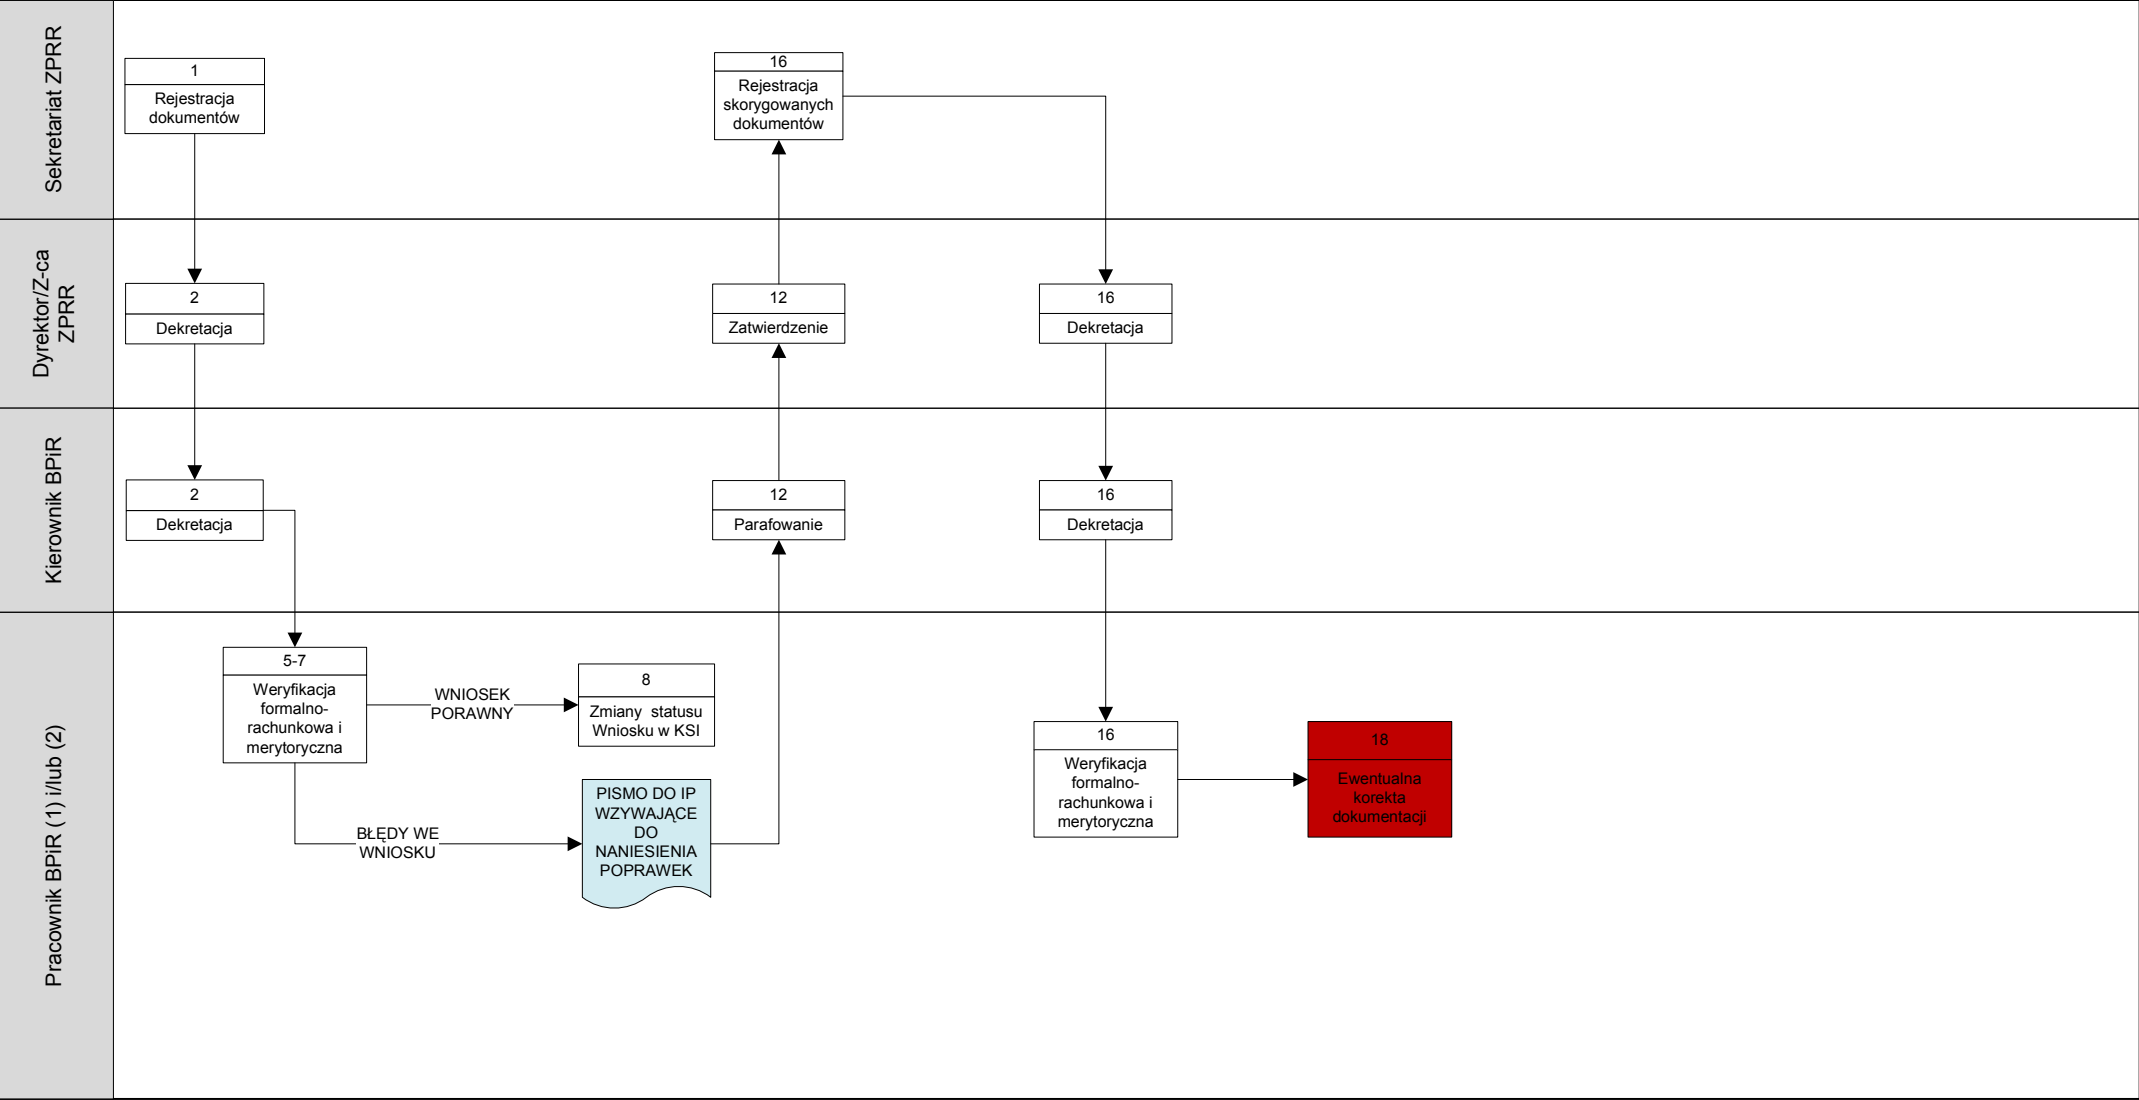 Sekretariat ZPRR
1
Rejestracja
dokumentów
16
Rejestracja
skorygowanych
dokumentów
Dyrektor/Z-ca
ZPRR
2
Dekretacja
12
Zatwierdzenie
16
Dekretacja
Kierownik BPiR
2
Dekretacja
12
Parafowanie
16
Dekretacja
Pracownik BPiR (1) i/lub (2)
5-7
Weryfikacja
formalno-
rachunkowa i
merytoryczna
WNIOSEK
PORAWNY
8
Zmiany statusu
Wniosku w KSI
BŁĘDY WE
WNIOSKU
PISMO DO IP
WZYWAJĄCE
DO
NANIESIENIA
POPRAWEK
16
Weryfikacja
formalno-
rachunkowa i
merytoryczna
18
Ewentualna
korekta
dokumentacji